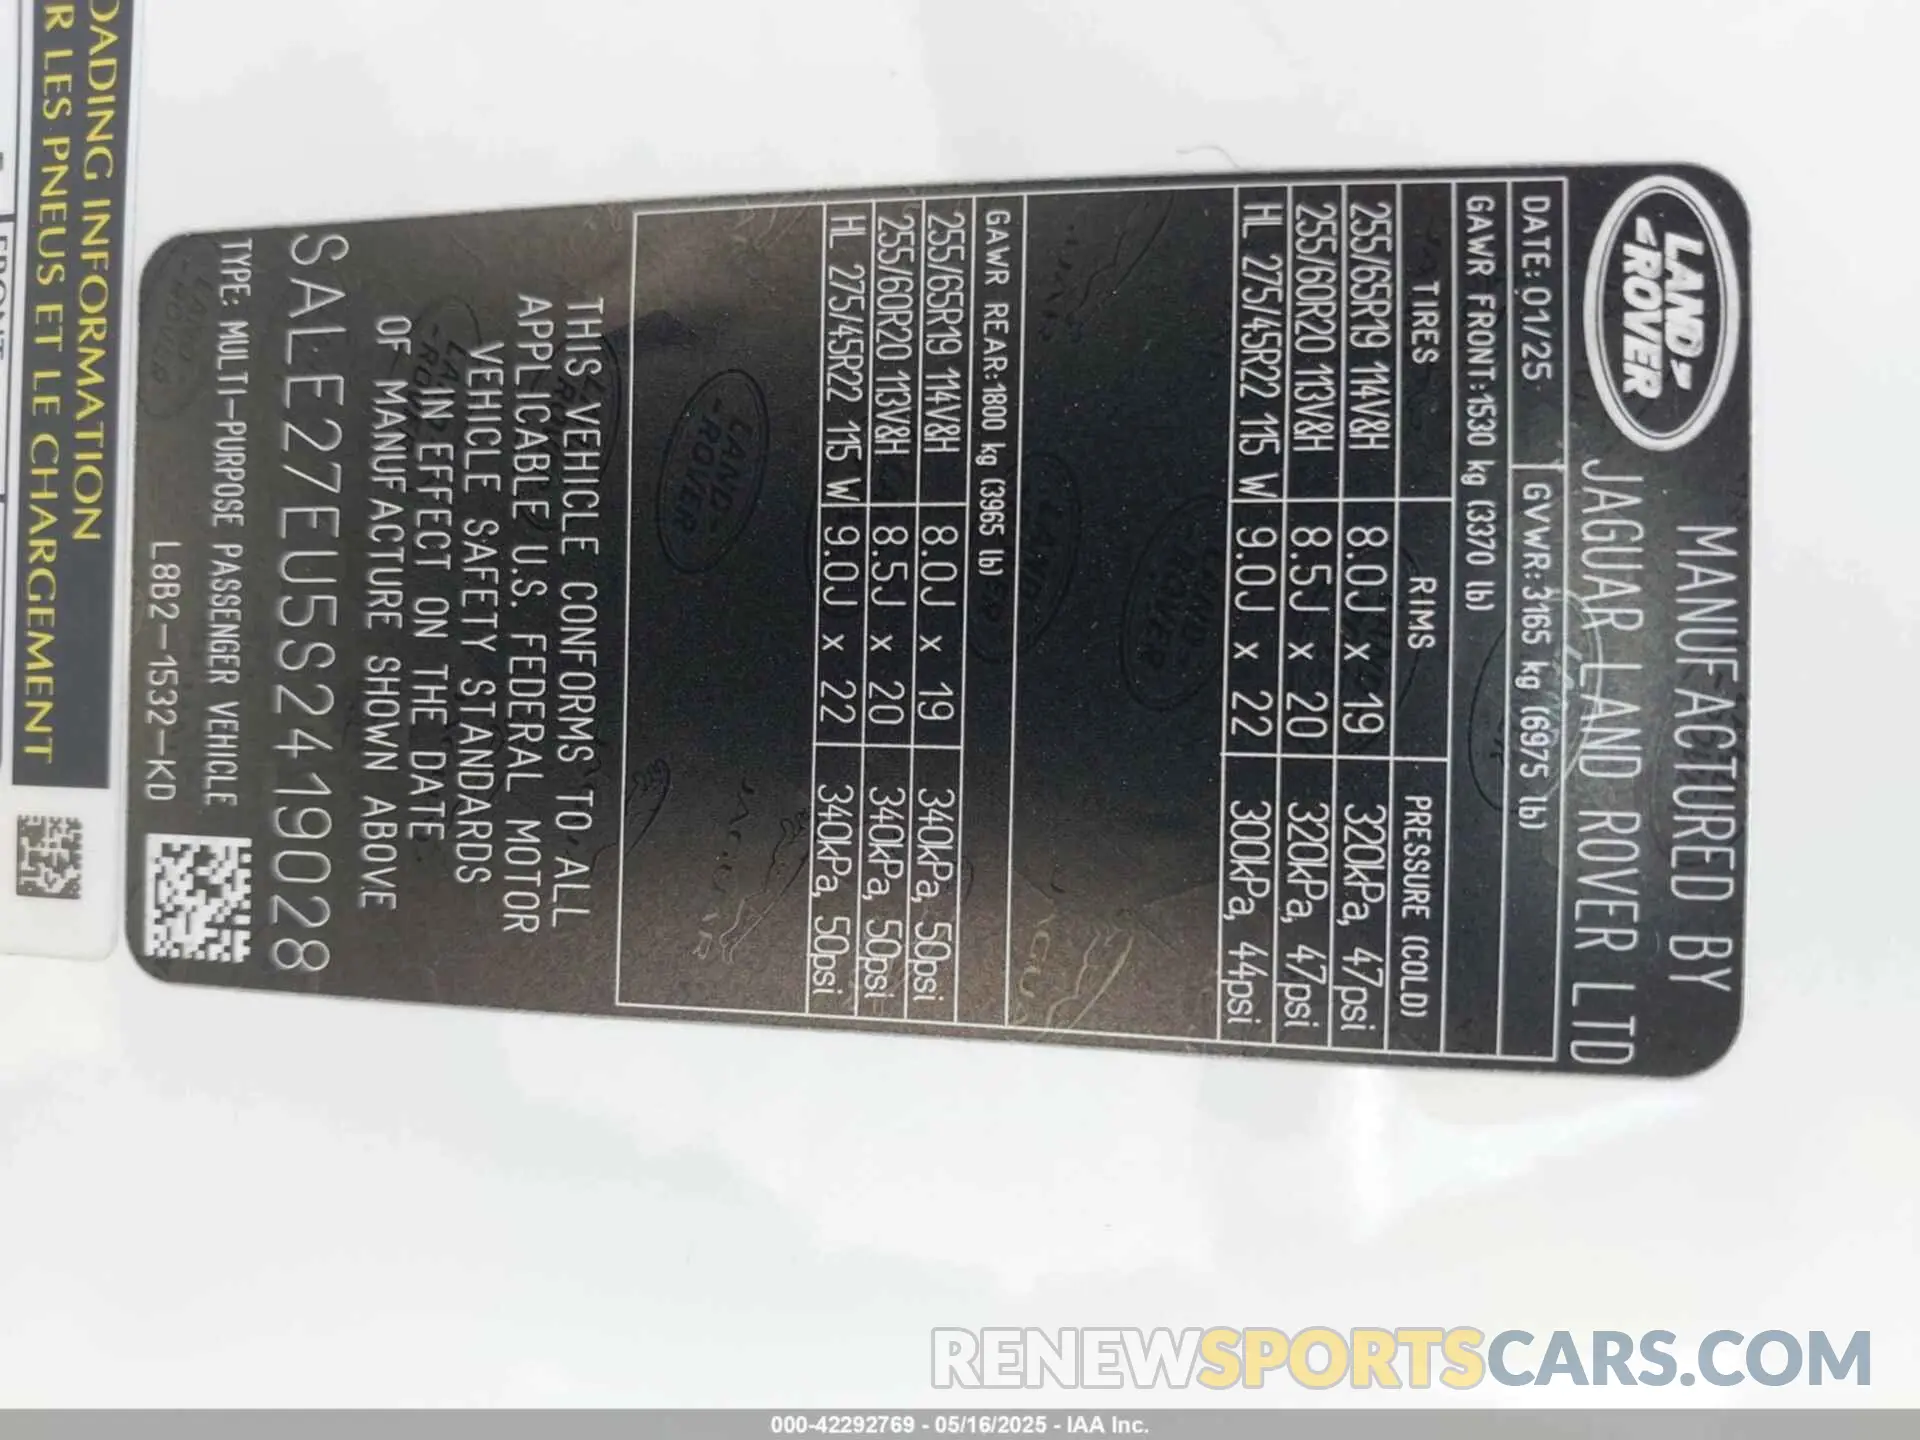 LAND-
-ROVER
MANUFACTURED BY
JAGUAR LAND ROVER LTD
DATE: 01/25 GVWR:3165 kg (6975 lb)
GAWR FRONT:1530 kg (3370 lb)
TIRES RIMS PRESSURE (COLD)
255/65R19 114V&H 8.0J x 19 320kPa, 47psi
255/60R20 113V&H 8.5J x 20 320kPa, 47psi
HL 275/45R22 115 W 9.0J x 22 300kPa, 44psi
GAWR REAR:1800 kg (3965 lb)
255/65R19 114V&H 8.0J x 19 340kPa, 50psi
255/60R20 113V&H 8.5J x 20 340kPa, 50psi
HL 275/45R22 115 W 9.0J x 22 340kPa, 50psi
THIS VEHICLE CONFORMS TO ALL
APPLICABLE U.S. FEDERAL MOTOR
VEHICLE SAFETY STANDARDS
IN EFFECT ON THE DATE
OF MANUFACTURE SHOWN ABOVE
SALE27EU5S2419028
TYPE: MULTI-PURPOSE PASSENGER VEHICLE
L8B2-1532-KD
OADING INFORMATION
R LES PNEUS ET LE CHARGEMENT
RENEWSPORTSCARS.COM
000-42292769 - 05/16/2025 - IAA Inc.